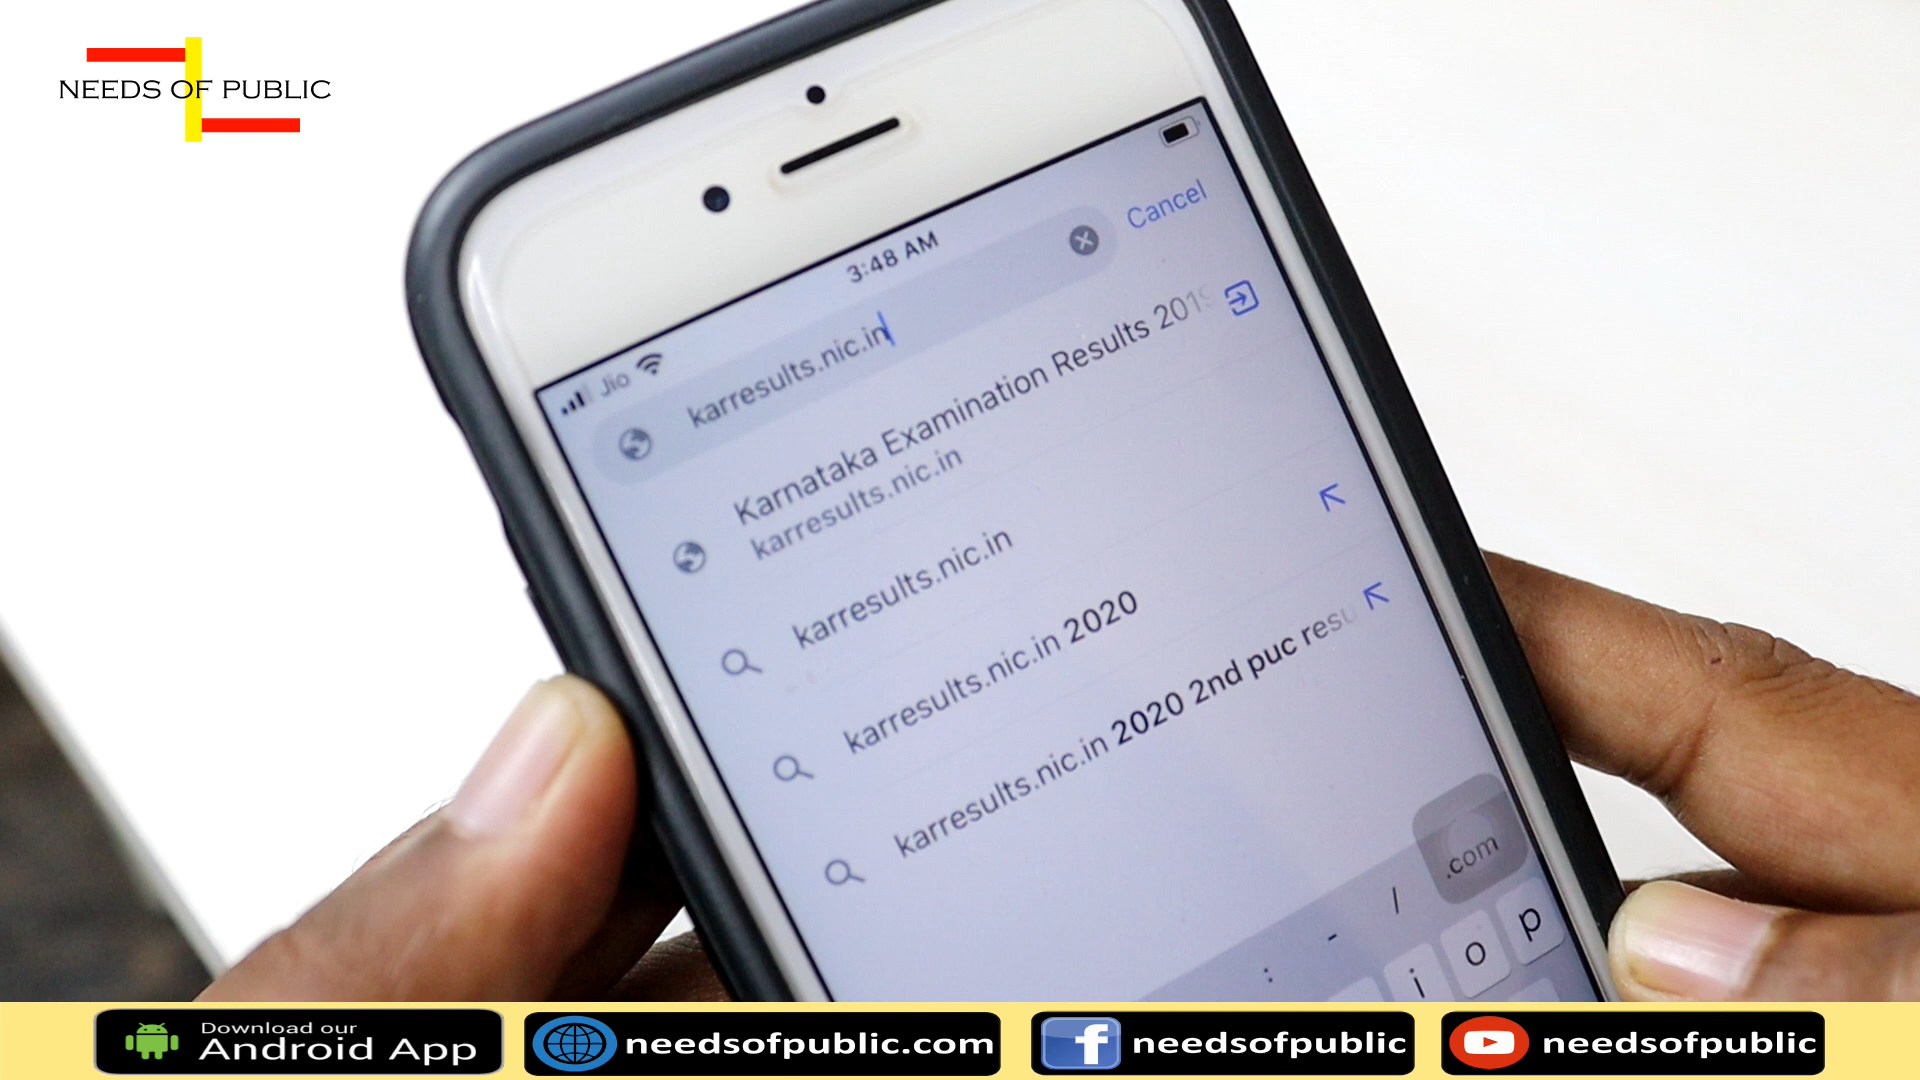 NEEDS OF PUBLIC
Jio
3:48 AM
karresults.nic.in
Cancel
Karnataka Examination Results 2019
karresults.nic.in
karresults.nic.in
karresults.nic.in 2020
karresults.nic.in 2020 2nd puc resu
: - / .com
i o p
Download our
Android App
needsofpublic.com
needsofpublic
needsofpublic